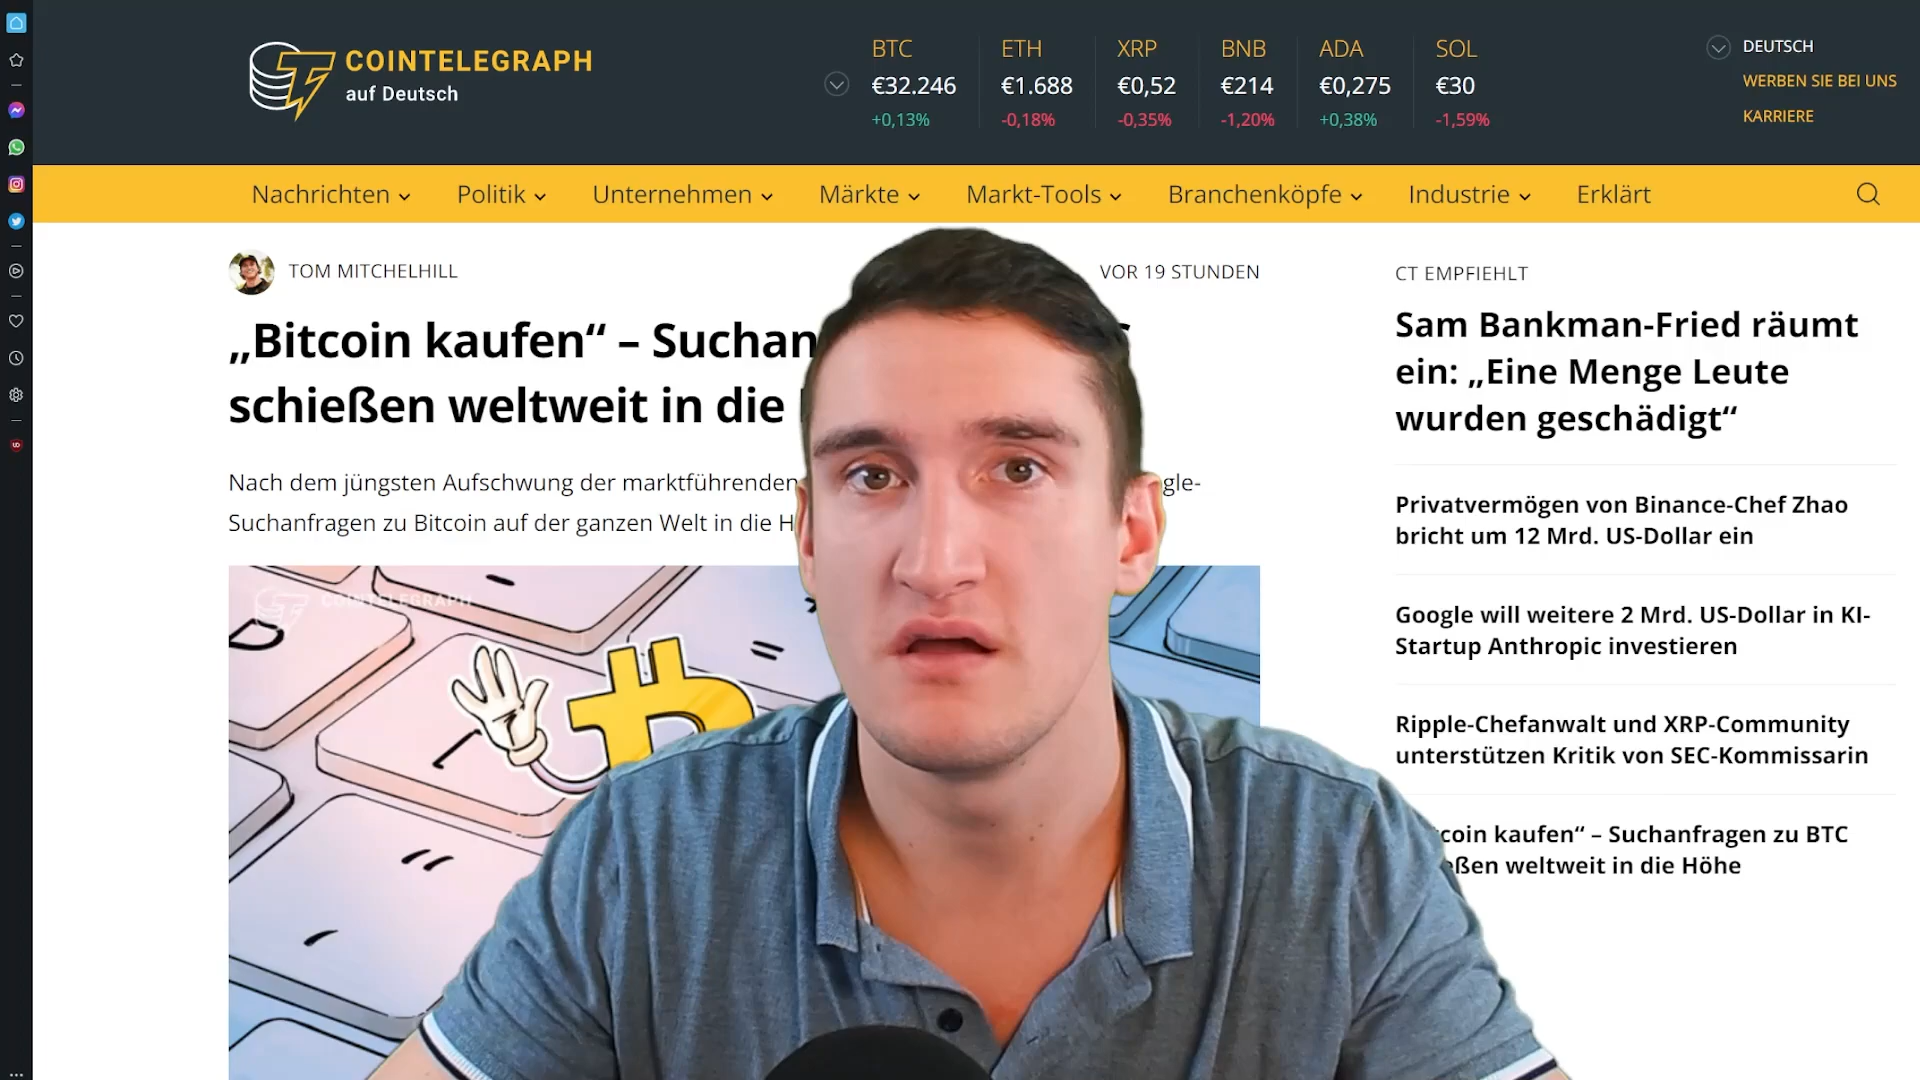 COINTELEGRAPH
auf Deutsch
BTC
€32.246
+0,13%
ETH
€1.688
-0,18%
XRP
€0,52
-0,35%
BNB
€214
-1,20%
ADA
€0,275
+0,38%
SOL
€30
-1,59%
DEUTSCH
WERBEN SIE BEI UNS
KARRIERE
Nachrichten
Politik
Unternehmen
Märkte
Markt-Tools
Branchenköpfe
Industrie
Erklärt
TOM MITCHELHILL
VOR 19 STUNDEN
„Bitcoin kaufen“ – Suchan
schießen weltweit in die
Nach dem jüngsten Aufschwung der marktführenden gle-
Suchanfragen zu Bitcoin auf der ganzen Welt in die H
COINTELEGRAPH
CT EMPFIEHLT
Sam Bankman-Fried räumt
ein: „Eine Menge Leute
wurden geschädigt“
Privatvermögen von Binance-Chef Zhao
bricht um 12 Mrd. US-Dollar ein
Google will weitere 2 Mrd. US-Dollar in KI-
Startup Anthropic investieren
Ripple-Chefanwalt und XRP-Community
unterstützen Kritik von SEC-Kommissarin
coin kaufen“ – Suchanfragen zu BTC
eßen weltweit in die Höhe